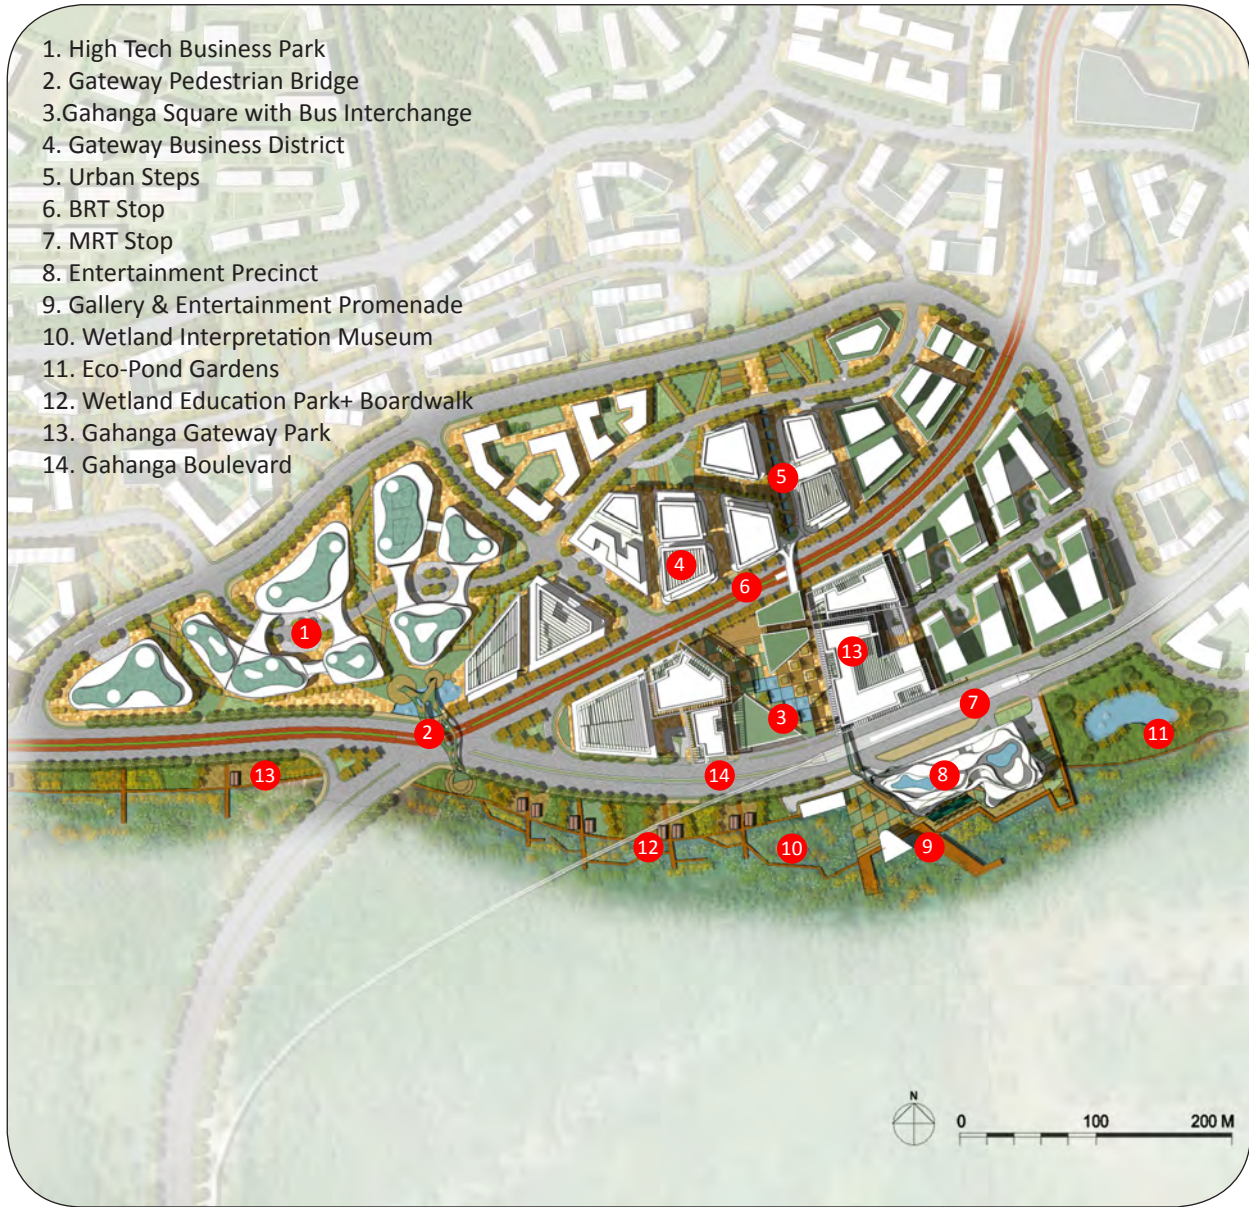 1. High Tech Business Park
2. Gateway Pedestrian Bridge
3.Gahanga Square with Bus Interchange
4. Gateway Business District
5. Urban Steps
6. BRT Stop
7. MRT Stop
8. Entertainment Precinct
9. Gallery & Entertainment Promenade
10. Wetland Interpretation Museum
11. Eco-Pond Gardens
12. Wetland Education Park+ Boardwalk
13. Gahanga Gateway Park
14. Gahanga Boulevard
5
4
6
1
13
7
3
2
11
14
13
8
12
10
9
N
0 100 200 M